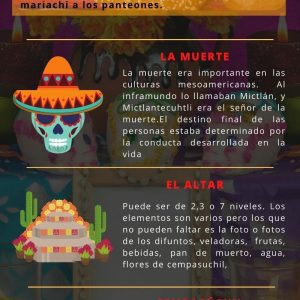 mariachi a los panteones.
LA MUERTE
La muerte era importante en las
culturas mesoamericanas. Al
inframundo lo llamaban Mictlán, y
Mictlantecuhtli era el señor de la
muerte.El destino final de las
personas estaba determinado por
la conducta desarrollada en la
vida
EL ALTAR
Puede ser de 2,3 o 7 niveles. Los
elementos son varios pero los que
no pueden faltar es la foto o fotos
de los difuntos, veladoras, frutas,
bebidas, pan de muerto, agua,
flores de cempasuchil,